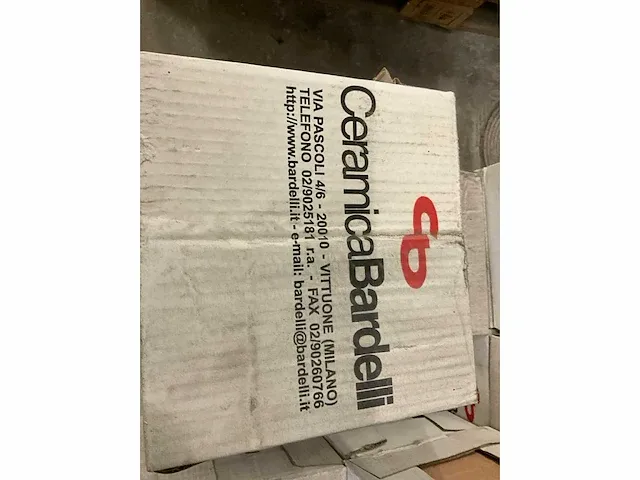 cb
CeramicaBardelli
VIA PASCOLI 4/6 - 20010 - VITTUONE (MILANO)
TELEFONO 02/9025181 r.a. - FAX 02/90260766
http://www.bardelli.it - e-mail: bardelli@bardelli.it